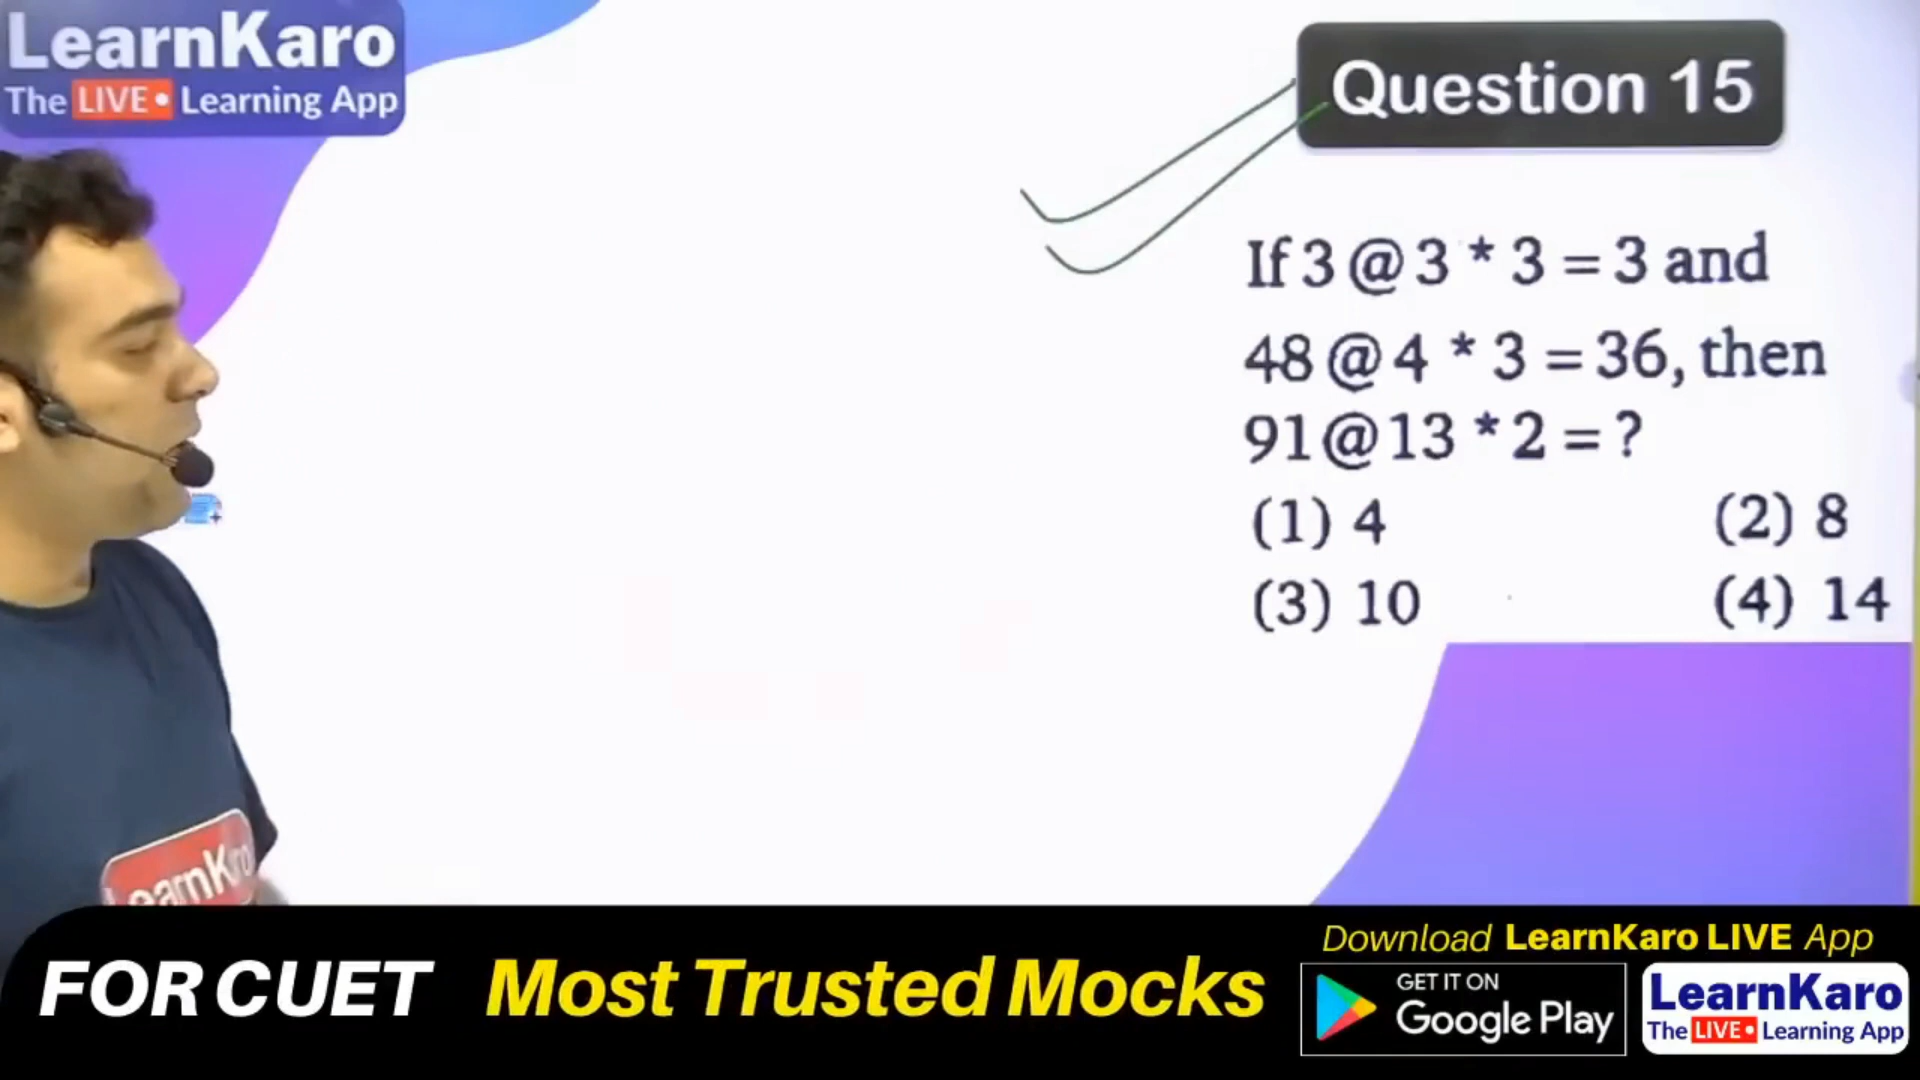 LearnKaro
The LIVE• Learning App
Question 15
If 3 @ 3 * 3 = 3 and
48 @ 4 * 3 = 36, then
91 @ 13 * 2 = ?
(1) 4 (2) 8
(3) 10 (4) 14
LearnKaro
FOR CUET Most Trusted Mocks
Download LearnKaro LIVE App
GET IT ON
Google Play
LearnKaro
The LIVE• Learning App